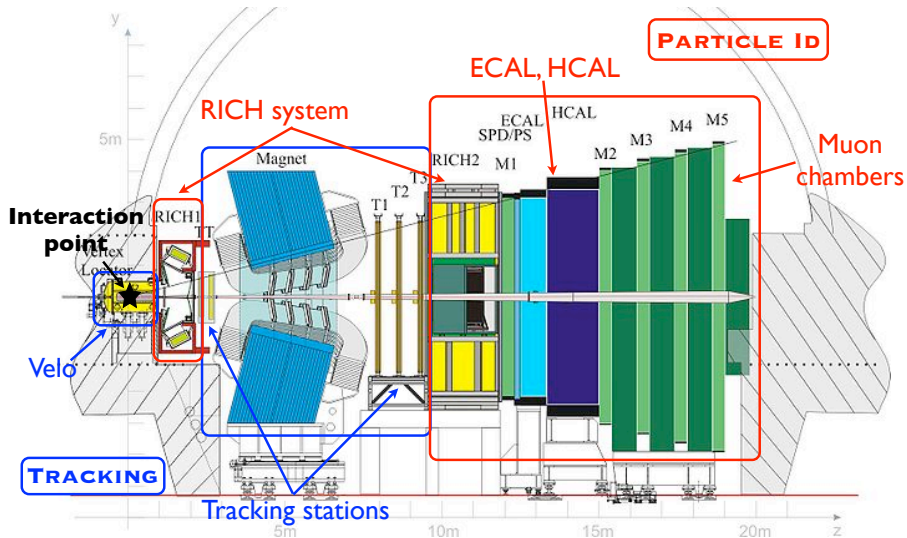 y
PARTICLE ID
ECAL, HCAL
RICH system
HCAL
ECAL
SPD/PS
M5
M4
M3
M2
M1
5m
Magnet
RICH2
Muon
chambers
T3
T2
T1
Interaction
point
RICH1
TT
Vertex
Locator
Velo
TRACKING
Tracking stations
5m
10m
15m
20m
z